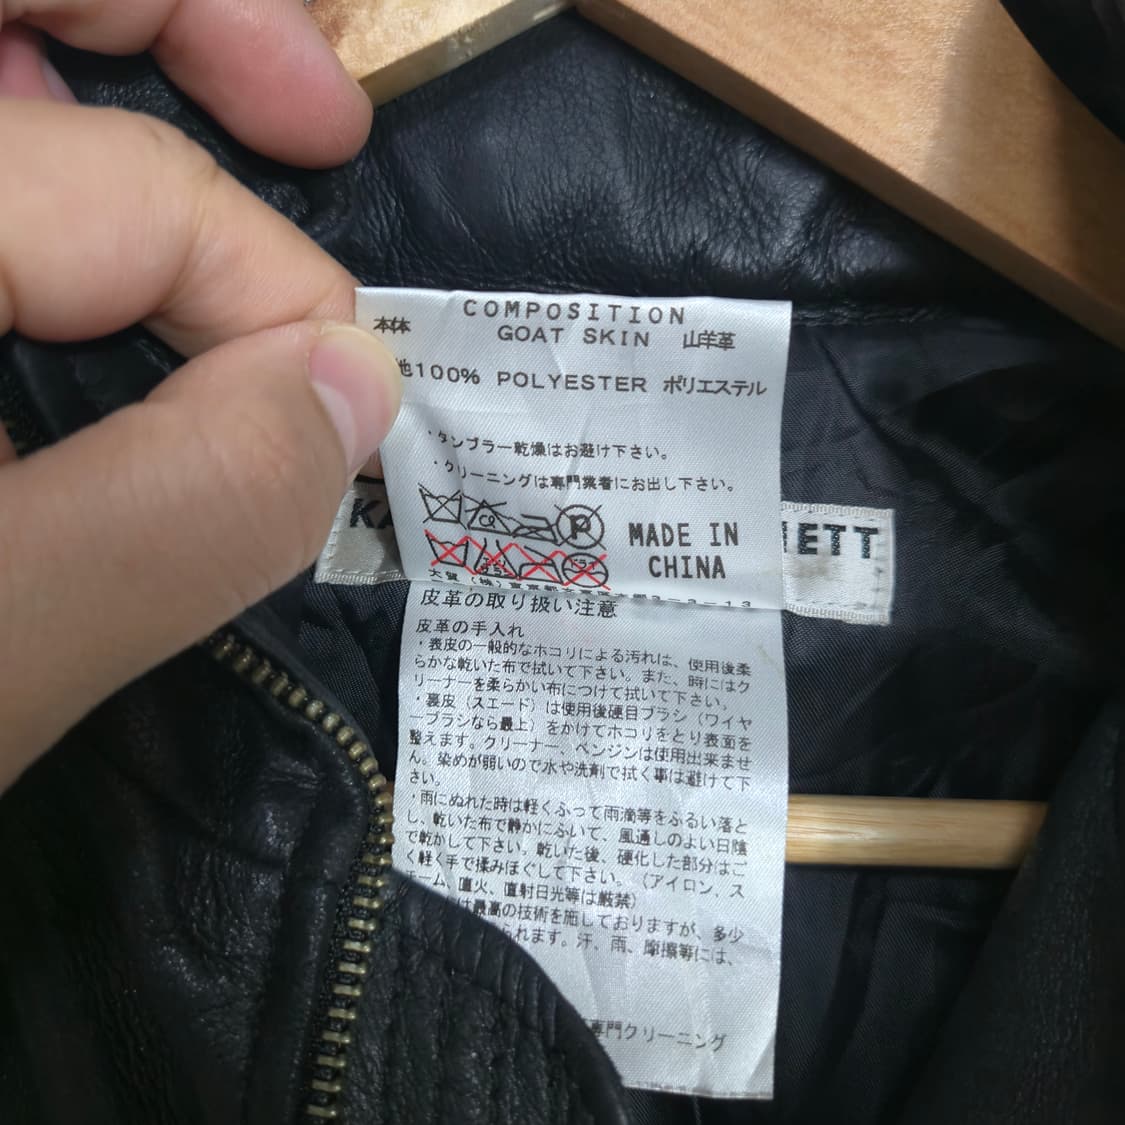 COMPOSITION
本体 GOAT SKIN 山羊革
地100% POLYESTER ポリエステル
・タンブラー乾燥はお避け下さい。
・クリーニングは専門業者にお出し下さい。
P
MADE IN
CHINA
ETT
皮革の取り扱い注意
皮革の手入れ
・表皮の一般的なホコリによる汚れは、使用後柔
らかな乾いた布で拭いて下さい。また、時にはク
リーナーを柔らかい布につけて拭いて下さい。
・裏皮(スエード)は使用後硬目ブラシ(ワイヤ
ーブラシなら最上)をかけてホコリをとり表面を
整えます。クリーナー、ベンジンは使用出来ませ
ん。染めが弱いので水や洗剤で拭く事は避けて下
さい。
・雨にぬれた時は軽くふって雨滴等をふるい落と
し、乾いた布で静かにふいて、風通しのよい日陰
で乾かして下さい。乾いた後、硬化した部分はご
く軽く手で揉みほぐして下さい。(アイロン、ス
チーム、直火、直射日光等は厳禁)
は最高の技術を施しておりますが、多少
られます。汗、雨、摩擦等には、
専門クリーニング